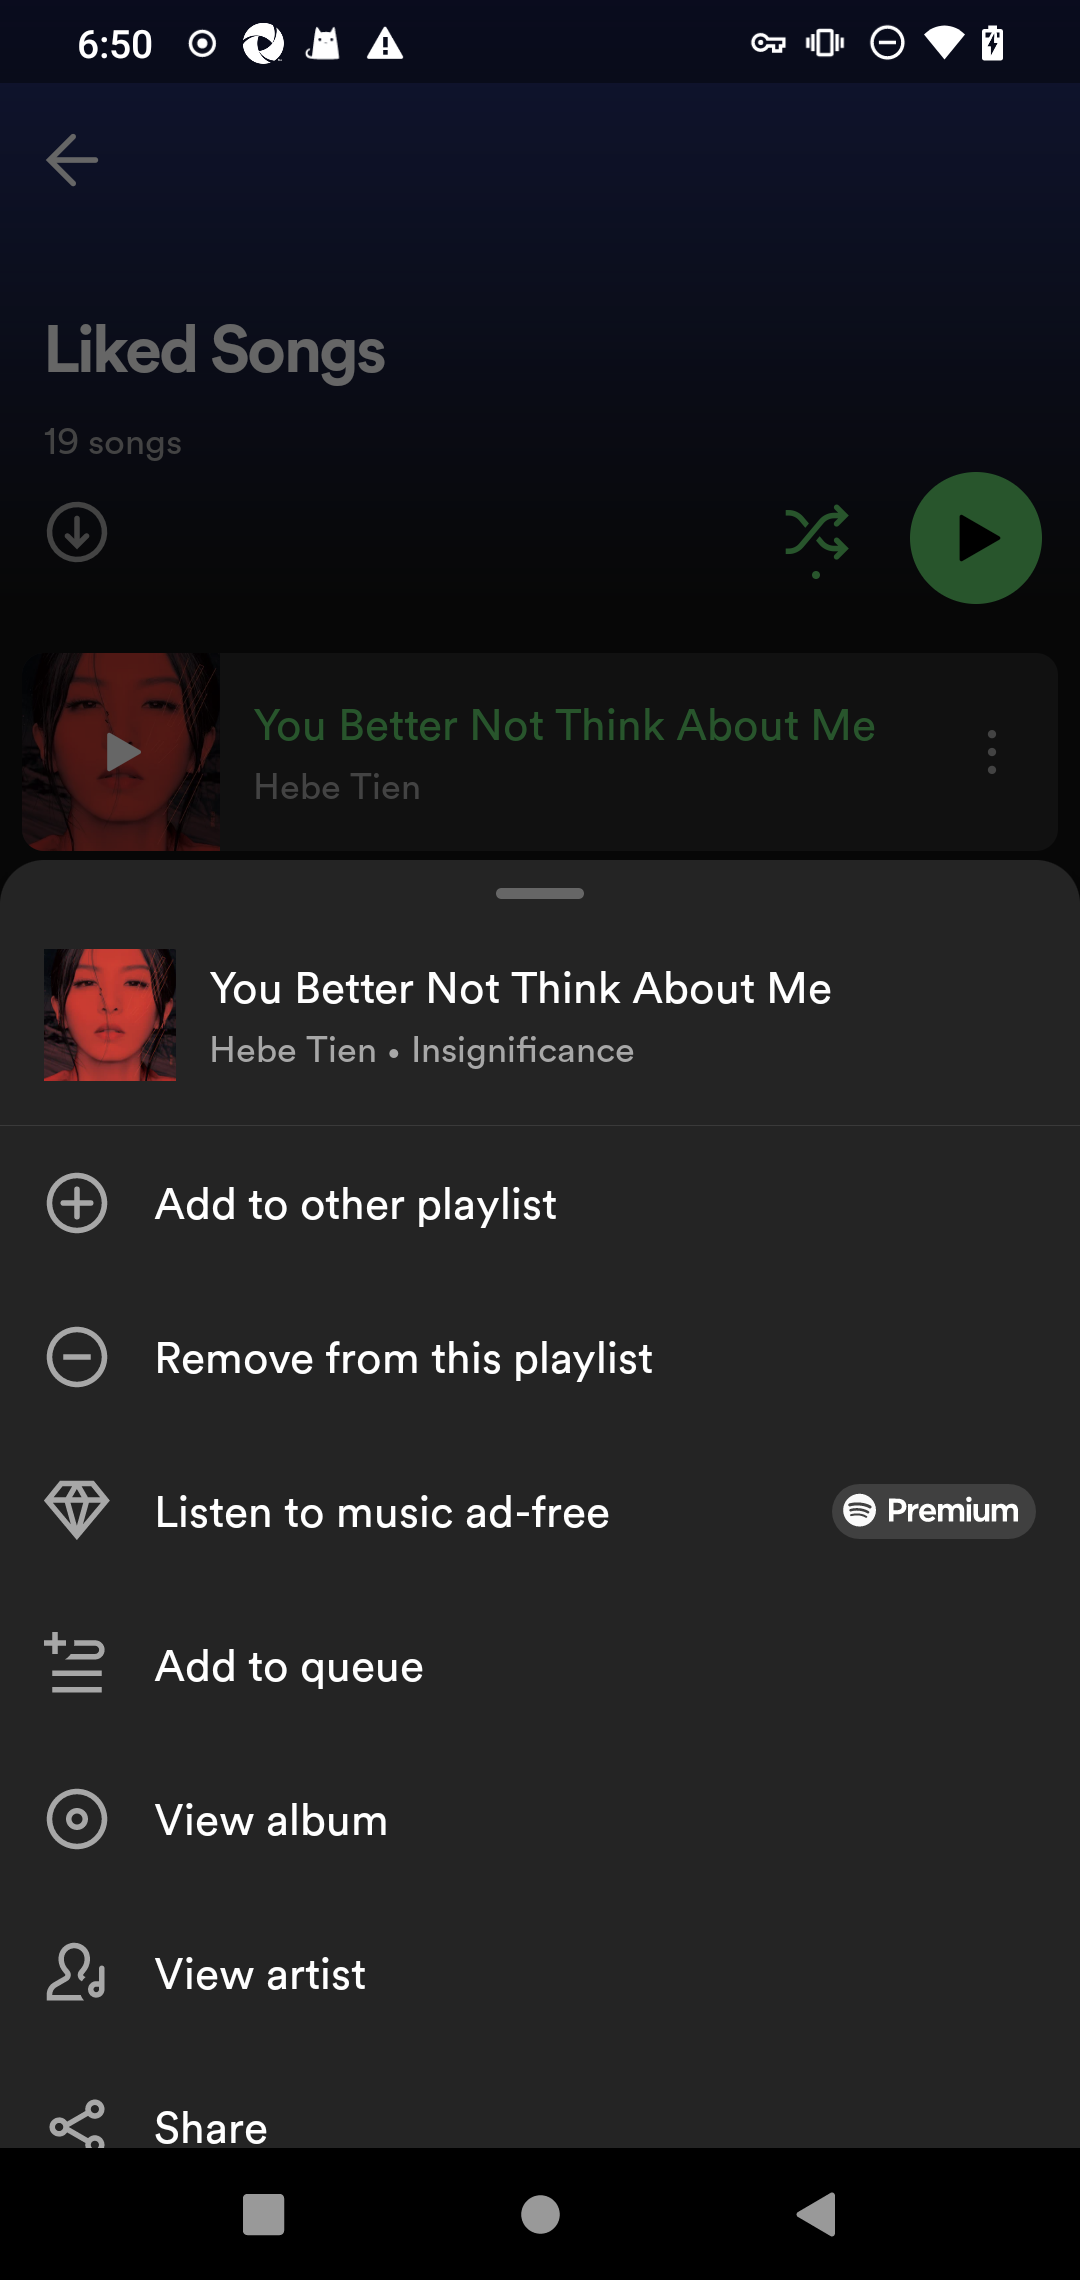 6:50
Liked Songs
19 songs
You Better Not Think About Me
Hebe Tien
You Better Not Think About Me
Hebe Tien • Insignificance
Add to other playlist
Remove from this playlist
Listen to music ad-free
Premium
Add to queue
View album
View artist
Share